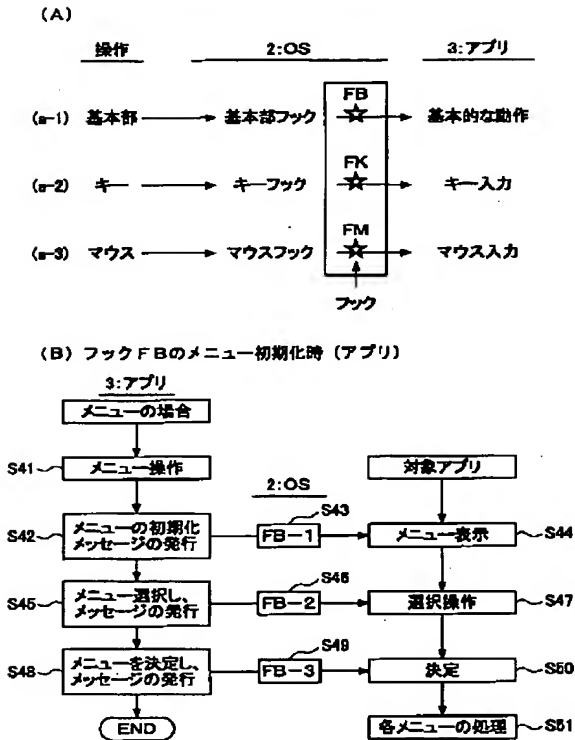 (A)
操作 2:OS 3:アプリ
FB
(a-1) 基本部 基本部フック 基本的な動作
FK
(a-2) キー キーフック キー入力
FM
(a-3) マウス マウスフック マウス入力
フック
(B) フックFBのメニュー初期化時(アプリ)
3:アプリ
メニューの場合
S41 メニュー操作 対象アプリ
2:OS
S43
S42 メニューの初期化
メッセージの発行 FB-1 メニュー表示 S44
S46
S45 メニュー選択し、
メッセージの発行 FB-2 選択操作 S47
S49
S48 メニューを決定し、
メッセージの発行 FB-3 決定 S50
END 各メニューの処理 S51